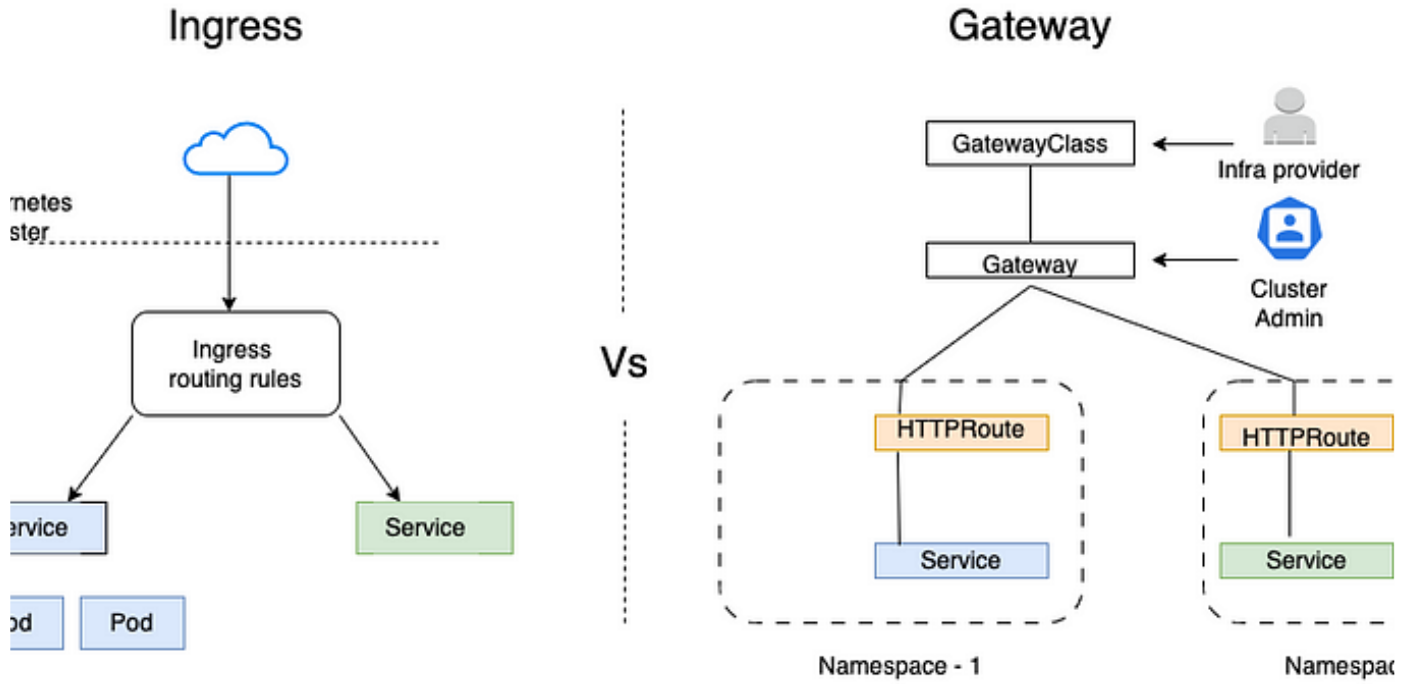 Ingress
rnetes
ster
Ingress
routing rules
ervice
Service
od
Pod
Vs
Gateway
GatewayClass
Infra provider
Gateway
Cluster
Admin
HTTPRoute
HTTPRoute
Service
Service
Namespace - 1
Namespac